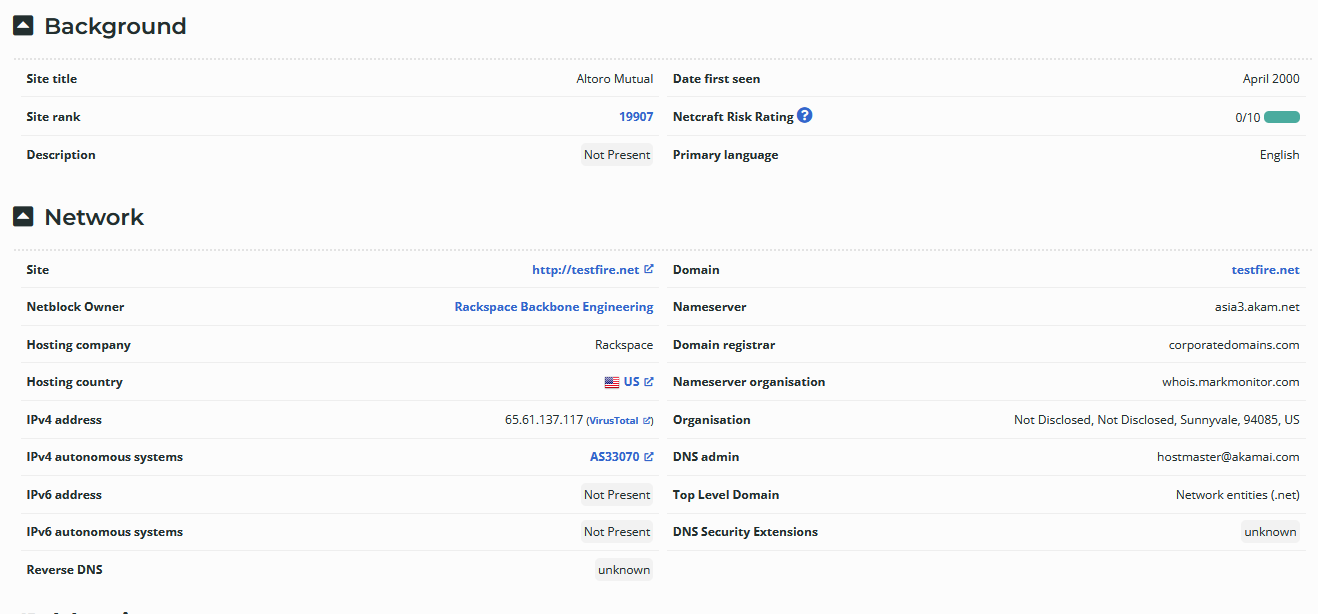 Background
Site title Altoro Mutual Date first seen April 2000
Site rank 19907 Netcraft Risk Rating ? 0/10
Description Not Present Primary language English
Network
Site http://testfire.net Domain testfire.net
Netblock Owner Rackspace Backbone Engineering Nameserver asia3.akam.net
Hosting company Rackspace Domain registrar corporatedomains.com
Hosting country US Nameserver organisation whois.markmonitor.com
IPv4 address 65.61.137.117 (VirusTotal) Organisation Not Disclosed, Not Disclosed, Sunnyvale, 94085, US
IPv4 autonomous systems AS33070 DNS admin hostmaster@akamai.com
IPv6 address Not Present Top Level Domain Network entities (.net)
IPv6 autonomous systems Not Present DNS Security Extensions unknown
Reverse DNS unknown